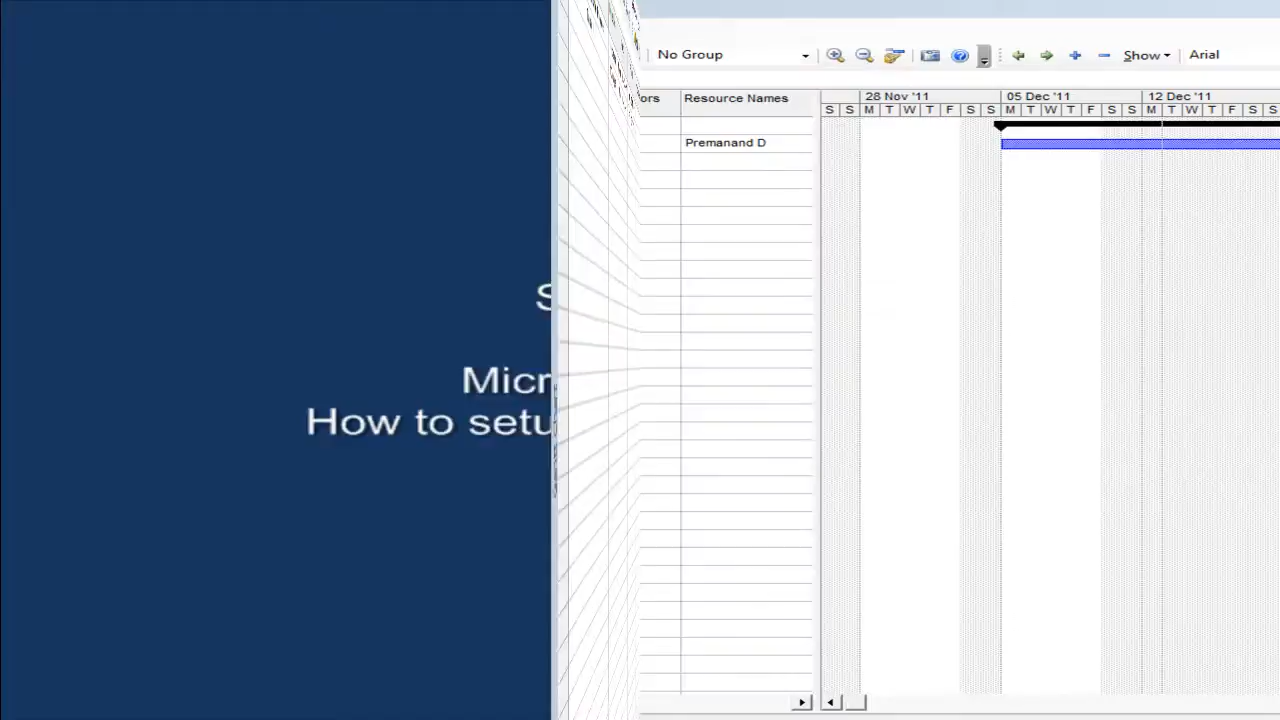 S
Micr
How to setu
No Group
Show
Arial
ors
Resource Names
28 Nov '11
05 Dec '11
12 Dec '11
S S M T W T F S S M T W T F S S M T W T F S S
Premanand D